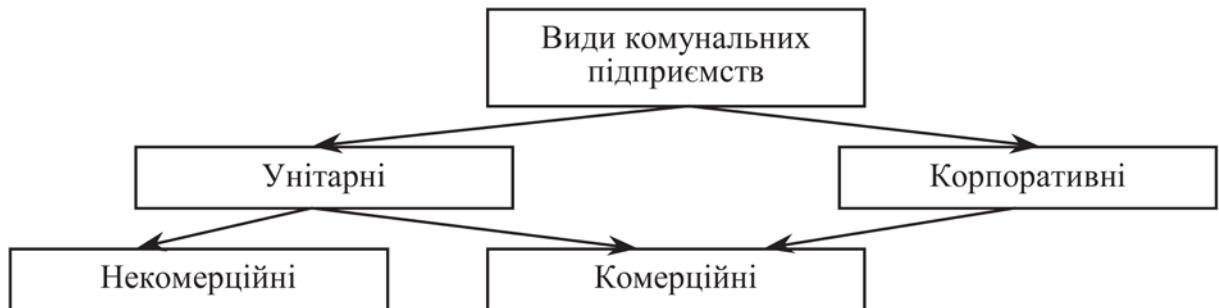 Види комунальних
підприємств
Унітарні
Корпоративні
Некомерційні
Комерційні